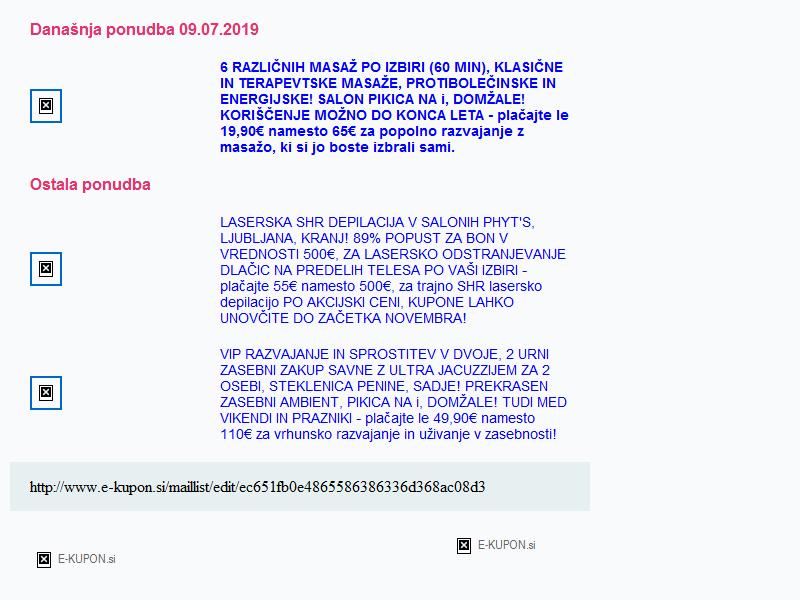 Današnja ponudba 09.07.2019
6 RAZLIČNIH MASAŽ PO IZBIRI (60 MIN), KLASIČNE
IN TERAPEVTSKE MASAŽE, PROTIBOLEČINSKE IN
ENERGIJSKE! SALON PIKICA NA i, DOMŽALE!
KORIŠČENJE MOŽNO DO KONCA LETA - plačajte le
19,90€ namesto 65€ za popolno razvajanje z
masažo, ki si jo boste izbrali sami.
Ostala ponudba
LASERSKA SHR DEPILACIJA V SALONIH PHYT'S,
LJUBLJANA, KRANJ! 89% POPUST ZA BON V
VREDNOSTI 500€, ZA LASERSKO ODSTRANJEVANJE
DLAČIC NA PREDELIH TELESA PO VAŠI IZBIRI -
plačajte 55€ namesto 500€, za trajno SHR lasersko
depilacijo PO AKCIJSKI CENI, KUPONE LAHKO
UNOVČITE DO ZAČETKA NOVEMBRA!
VIP RAZVAJANJE IN SPROSTITEV V DVOJE, 2 URNI
ZASEBNI ZAKUP SAVNE Z ULTRA JACUZZIJEM ZA 2
OSEBI, STEKLENICA PENINE, SADJE! PREKRASEN
ZASEBNI AMBIENT, PIKICA NA i, DOMŽALE! TUDI MED
VIKENDI IN PRAZNIKI - plačajte le 49,90€ namesto
110€ za vrhunsko razvajanje in uživanje v zasebnosti!
http://www.e-kupon.si/maillist/edit/ec651fb0e4865586386336d368ac08d3
E-KUPON.si
E-KUPON.si